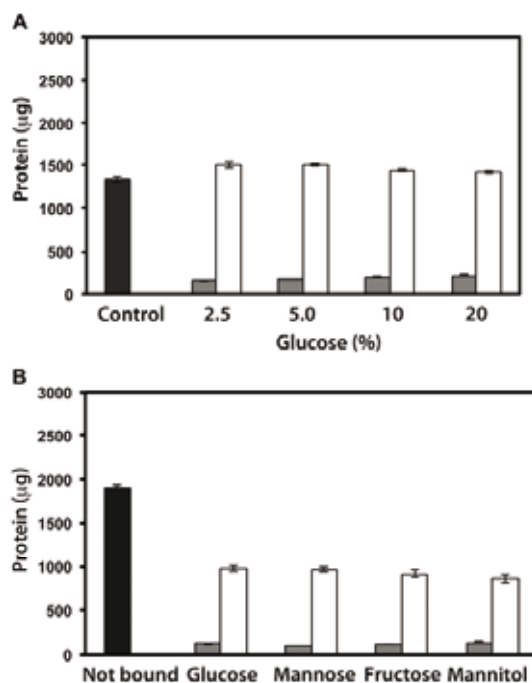 A
3000
2500
2000
1500
1000
500
0
Protein (µg)
Control 2.5 5.0 10 20
Glucose (%)
B
3000
2500
2000
1500
1000
500
0
Protein (µg)
Not bound Glucose Mannose Fructose Mannitol